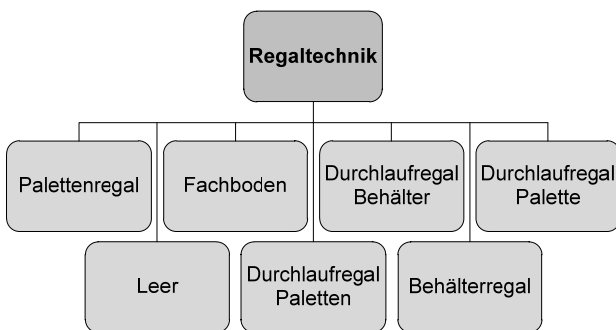 Regaltechnik
Palettenregal
Fachboden
Durchlaufregal
Behälter
Durchlaufregal
Palette
Leer
Durchlaufregal
Paletten
Behälterregal